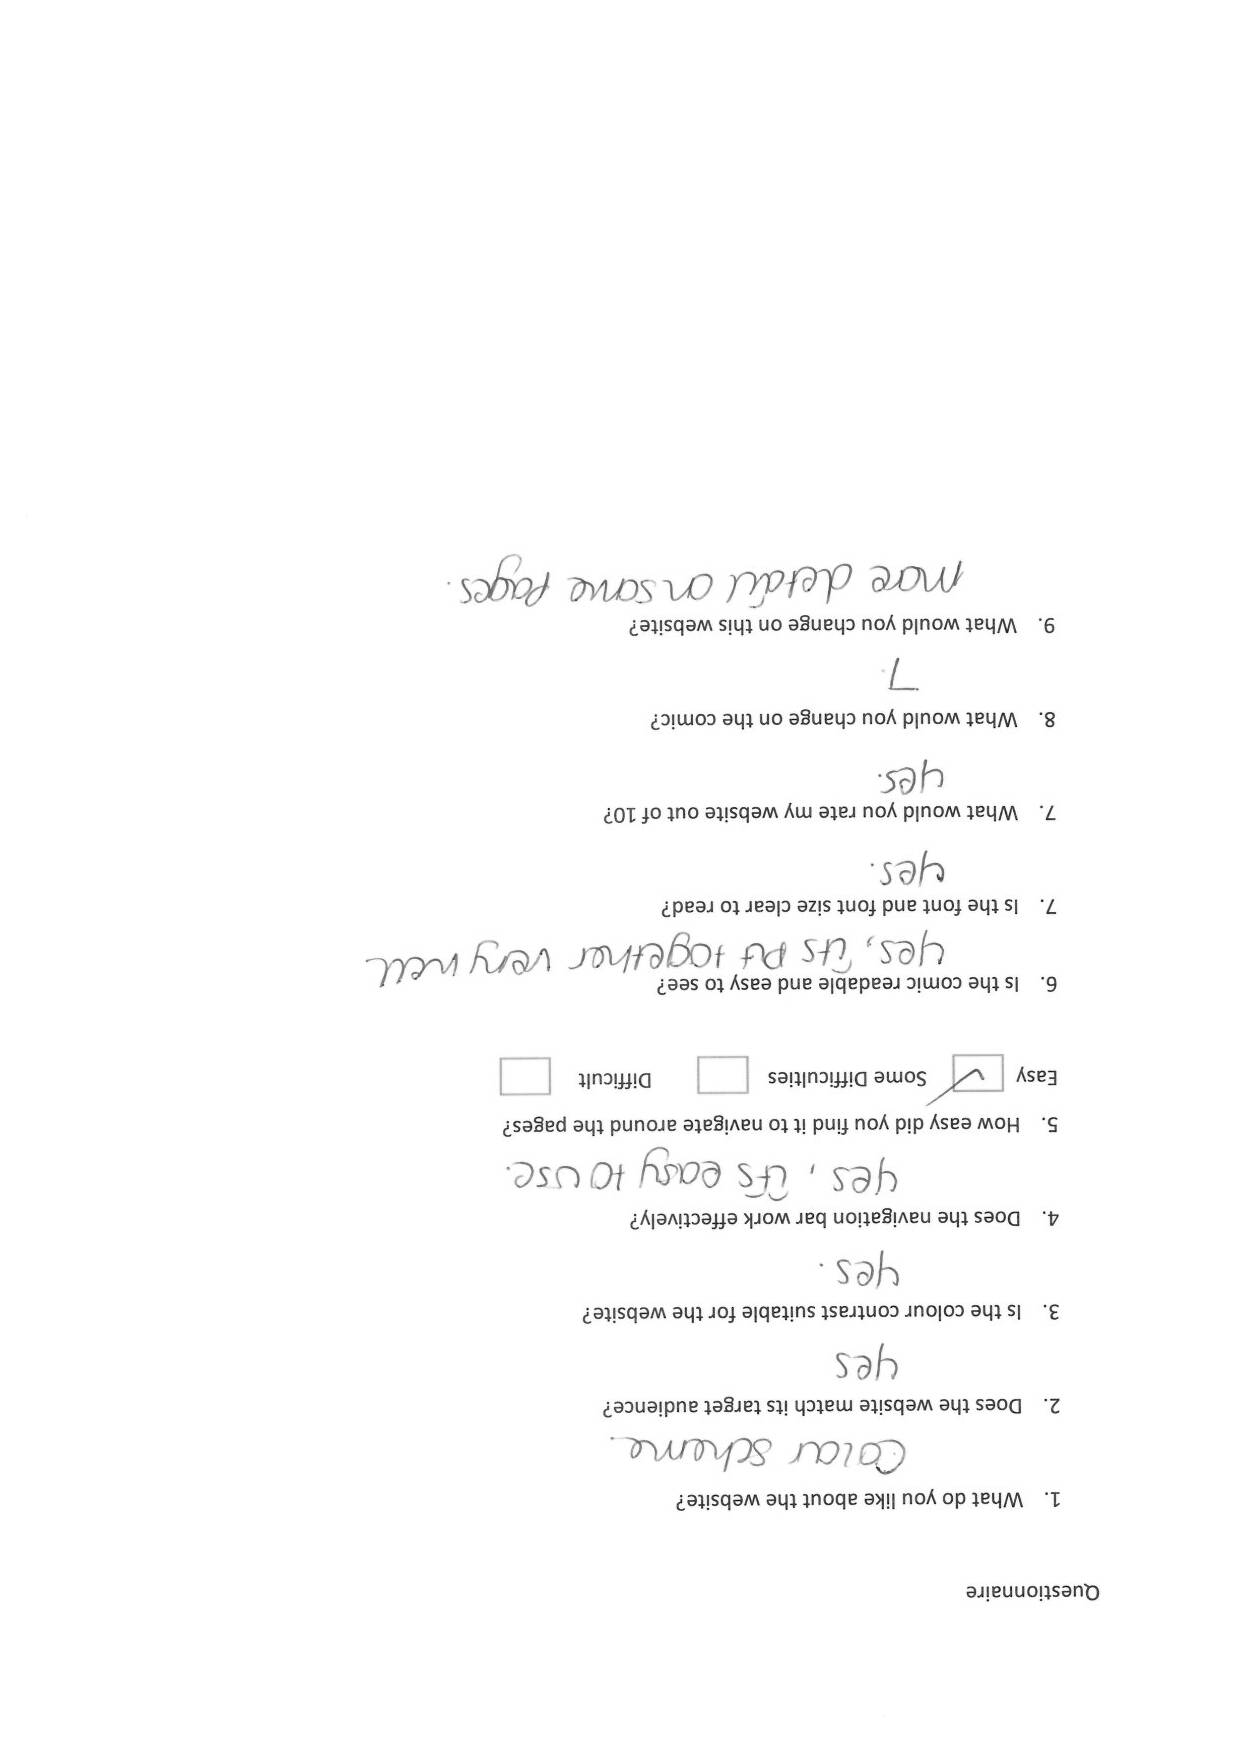 Questionnaire
1. What do you like about the website?
Colour scheme.
2. Does the website match its target audience?
yes
3. Is the colour contrast suitable for the website?
yes.
4. Does the navigation bar work effectively?
yes, its easy to use.
5. How easy did you find it to navigate around the pages?
Easy Some Difficulties Difficult
6. Is the comic readable and easy to see?
yes, its put together very well
7. Is the font and font size clear to read?
yes.
7. What would you rate my website out of 10?
yes.
8. What would you change on the comic?
7.
9. What would you change on this website?
more detail on some pages.